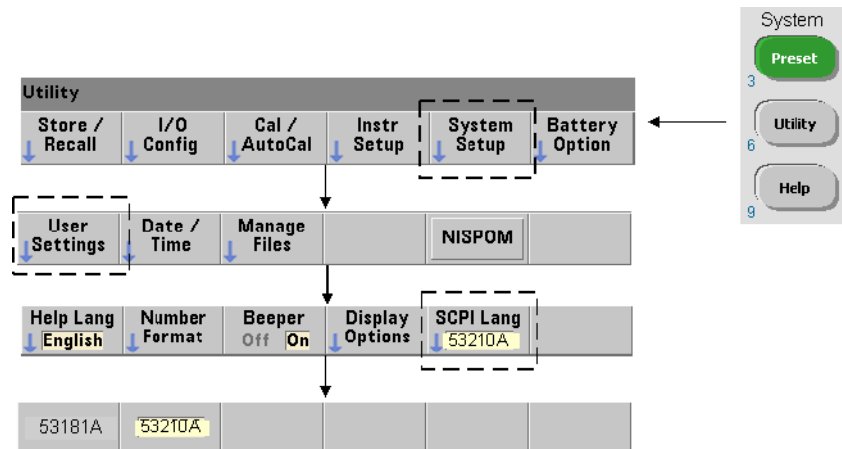 System
Preset
3
Utility
6
Help
9
Utility
Store / Recall
I/O Config
Cal / AutoCal
Instr Setup
System Setup
Battery Option
User Settings
Date / Time
Manage Files
NISPOM
Help Lang English
Number Format
Beeper Off On
Display Options
SCPI Lang 53210A
53181A
53210A